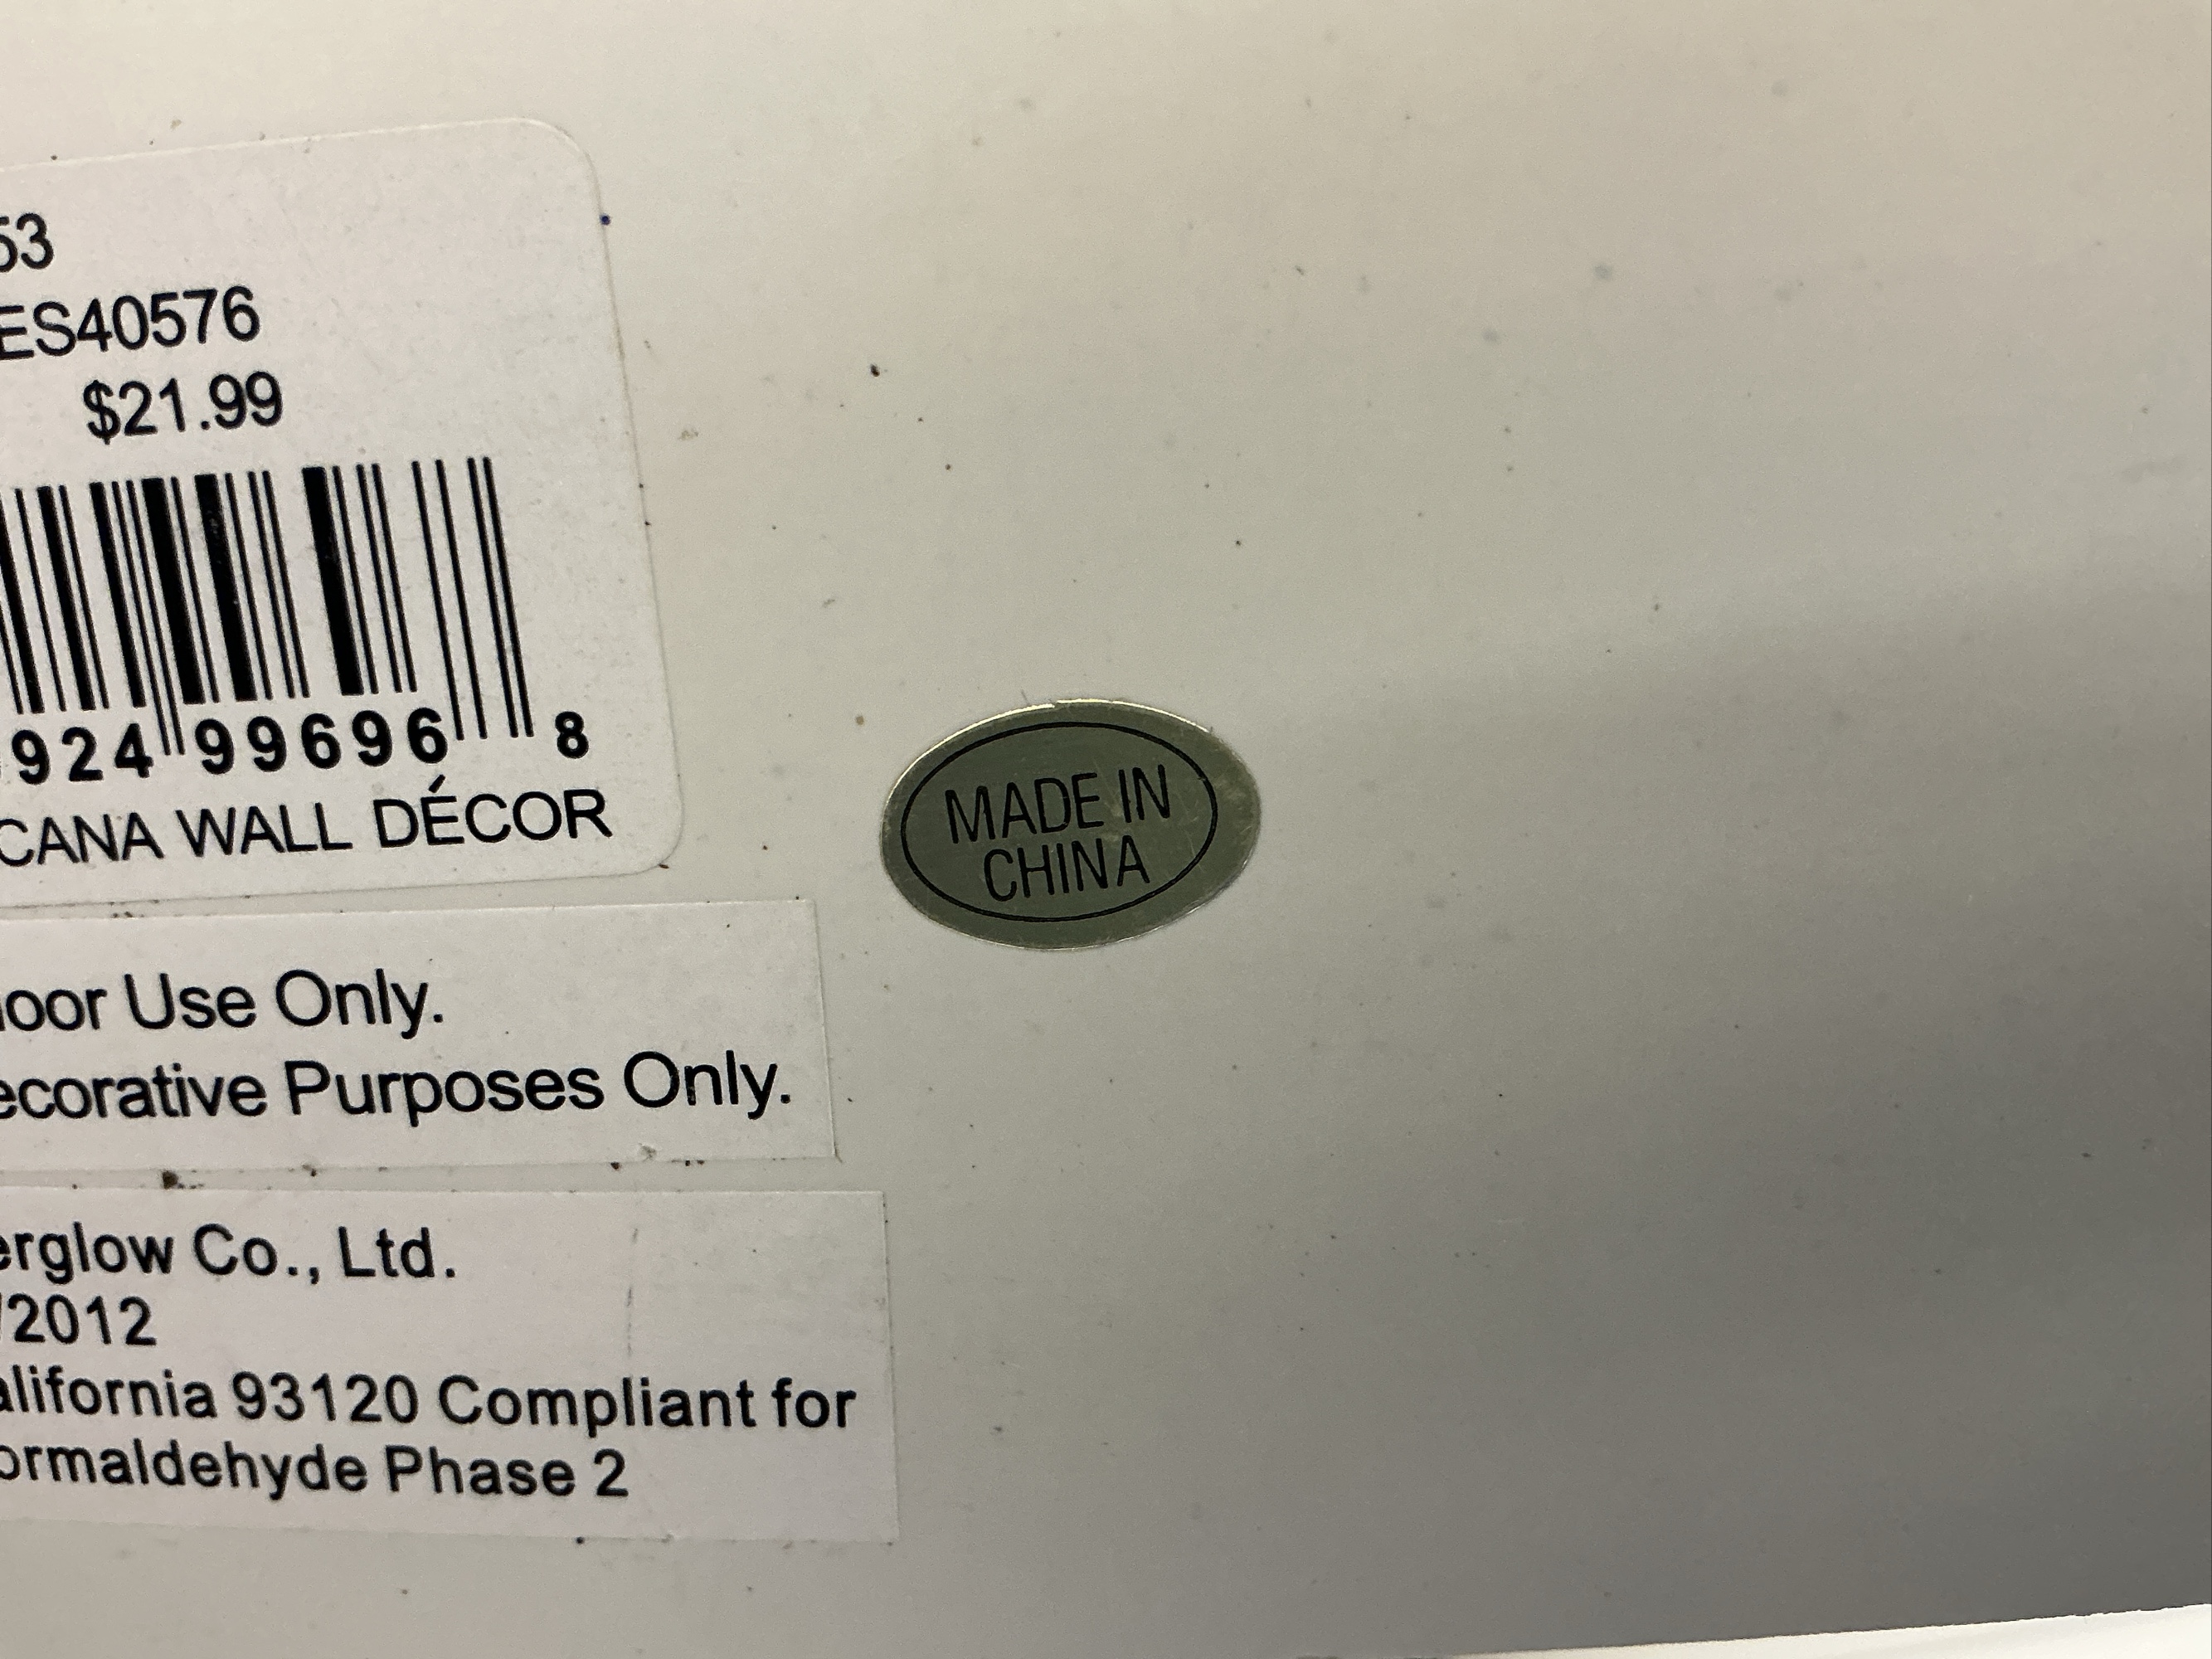 53
ES40576
$21.99
924 99696 8
CANA WALL DÉCOR
MADE IN
CHINA
oor Use Only.
ecorative Purposes Only.
erglow Co., Ltd.
/2012
alifornia 93120 Compliant for
ormaldehyde Phase 2